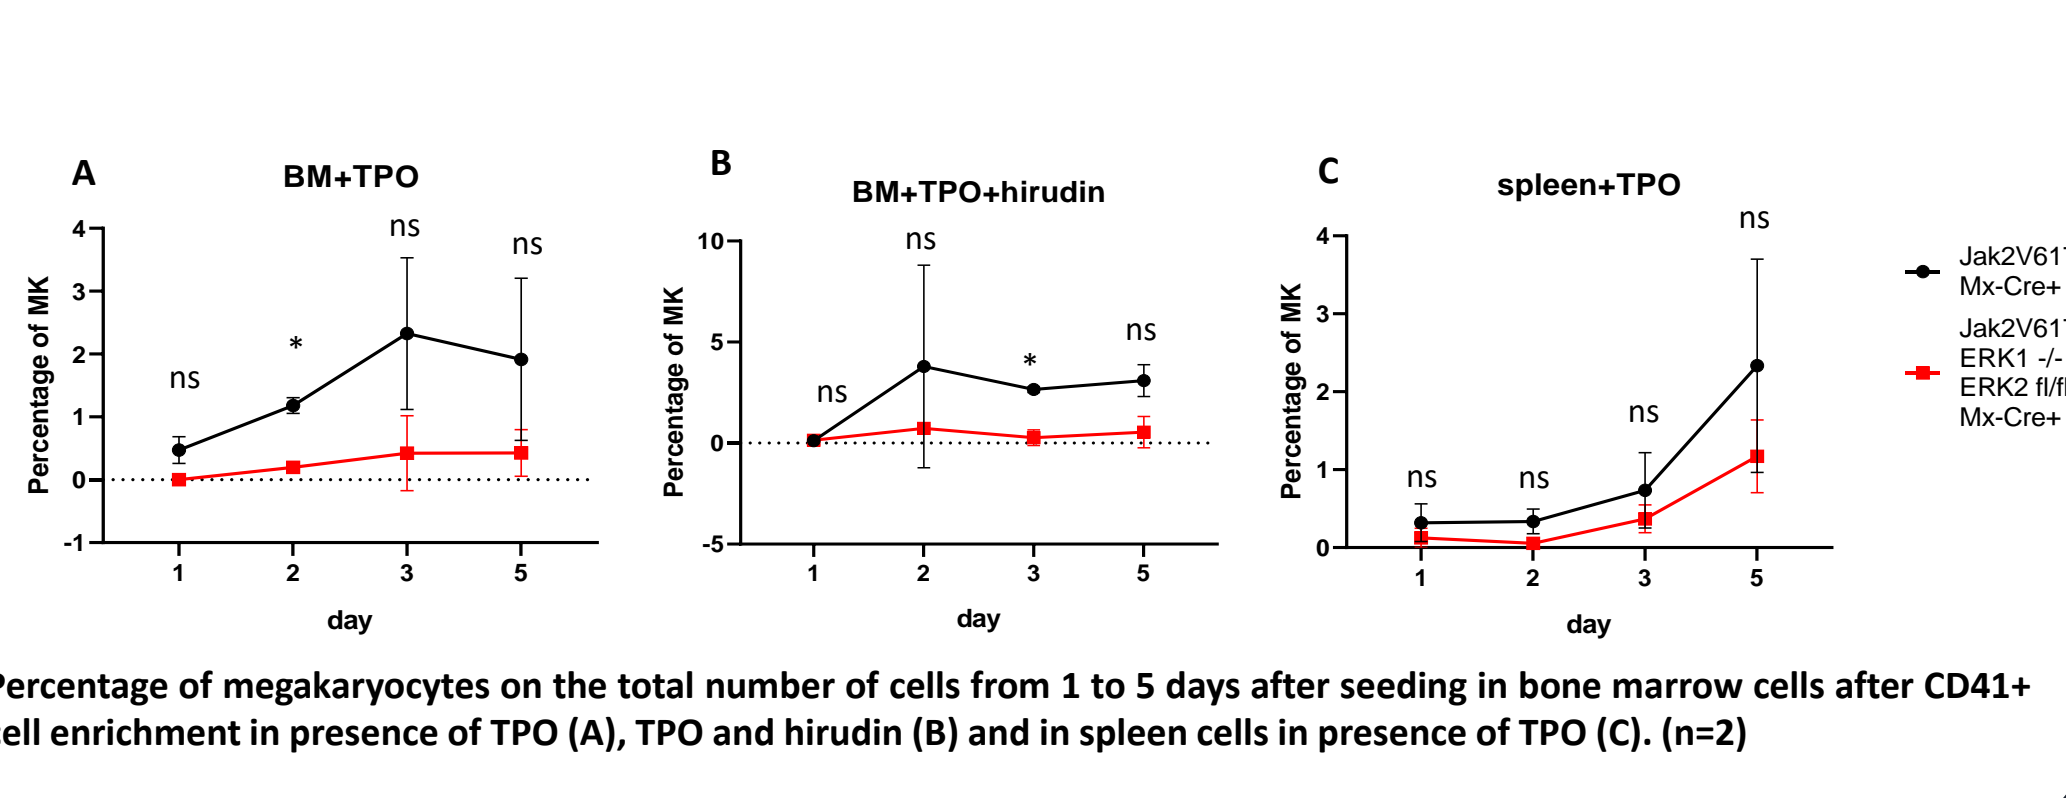 A
BM+TPO
Percentage of MK
4
3
2
1
0
-1
ns
*
ns
ns
1 2 3 5
day
B
BM+TPO+hirudin
Percentage of MK
10
5
0
-5
ns
ns
*
ns
1 2 3 5
day
C
spleen+TPO
Percentage of MK
4
3
2
1
0
ns
ns
ns
ns
1 2 3 5
day
Mx-Cre+
ERK1 -/-
ERK2
Mx-Cre+
of megakaryocytes on the total number of cells from 1 to 5 days after seeding in bone marrow cells after CD41+
enrichment in presence of TPO (A), TPO and hirudin (B) and in spleen cells in presence of TPO (C). (n=2)